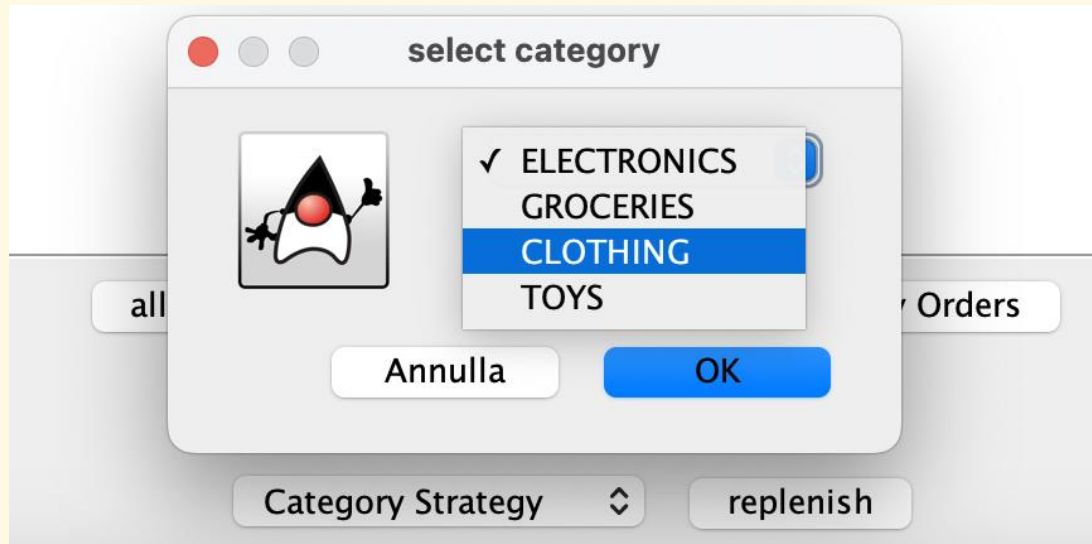 select category
✓ ELECTRONICS
GROCERIES
CLOTHING
TOYS
all
Orders
Annulla
OK
Category Strategy
replenish